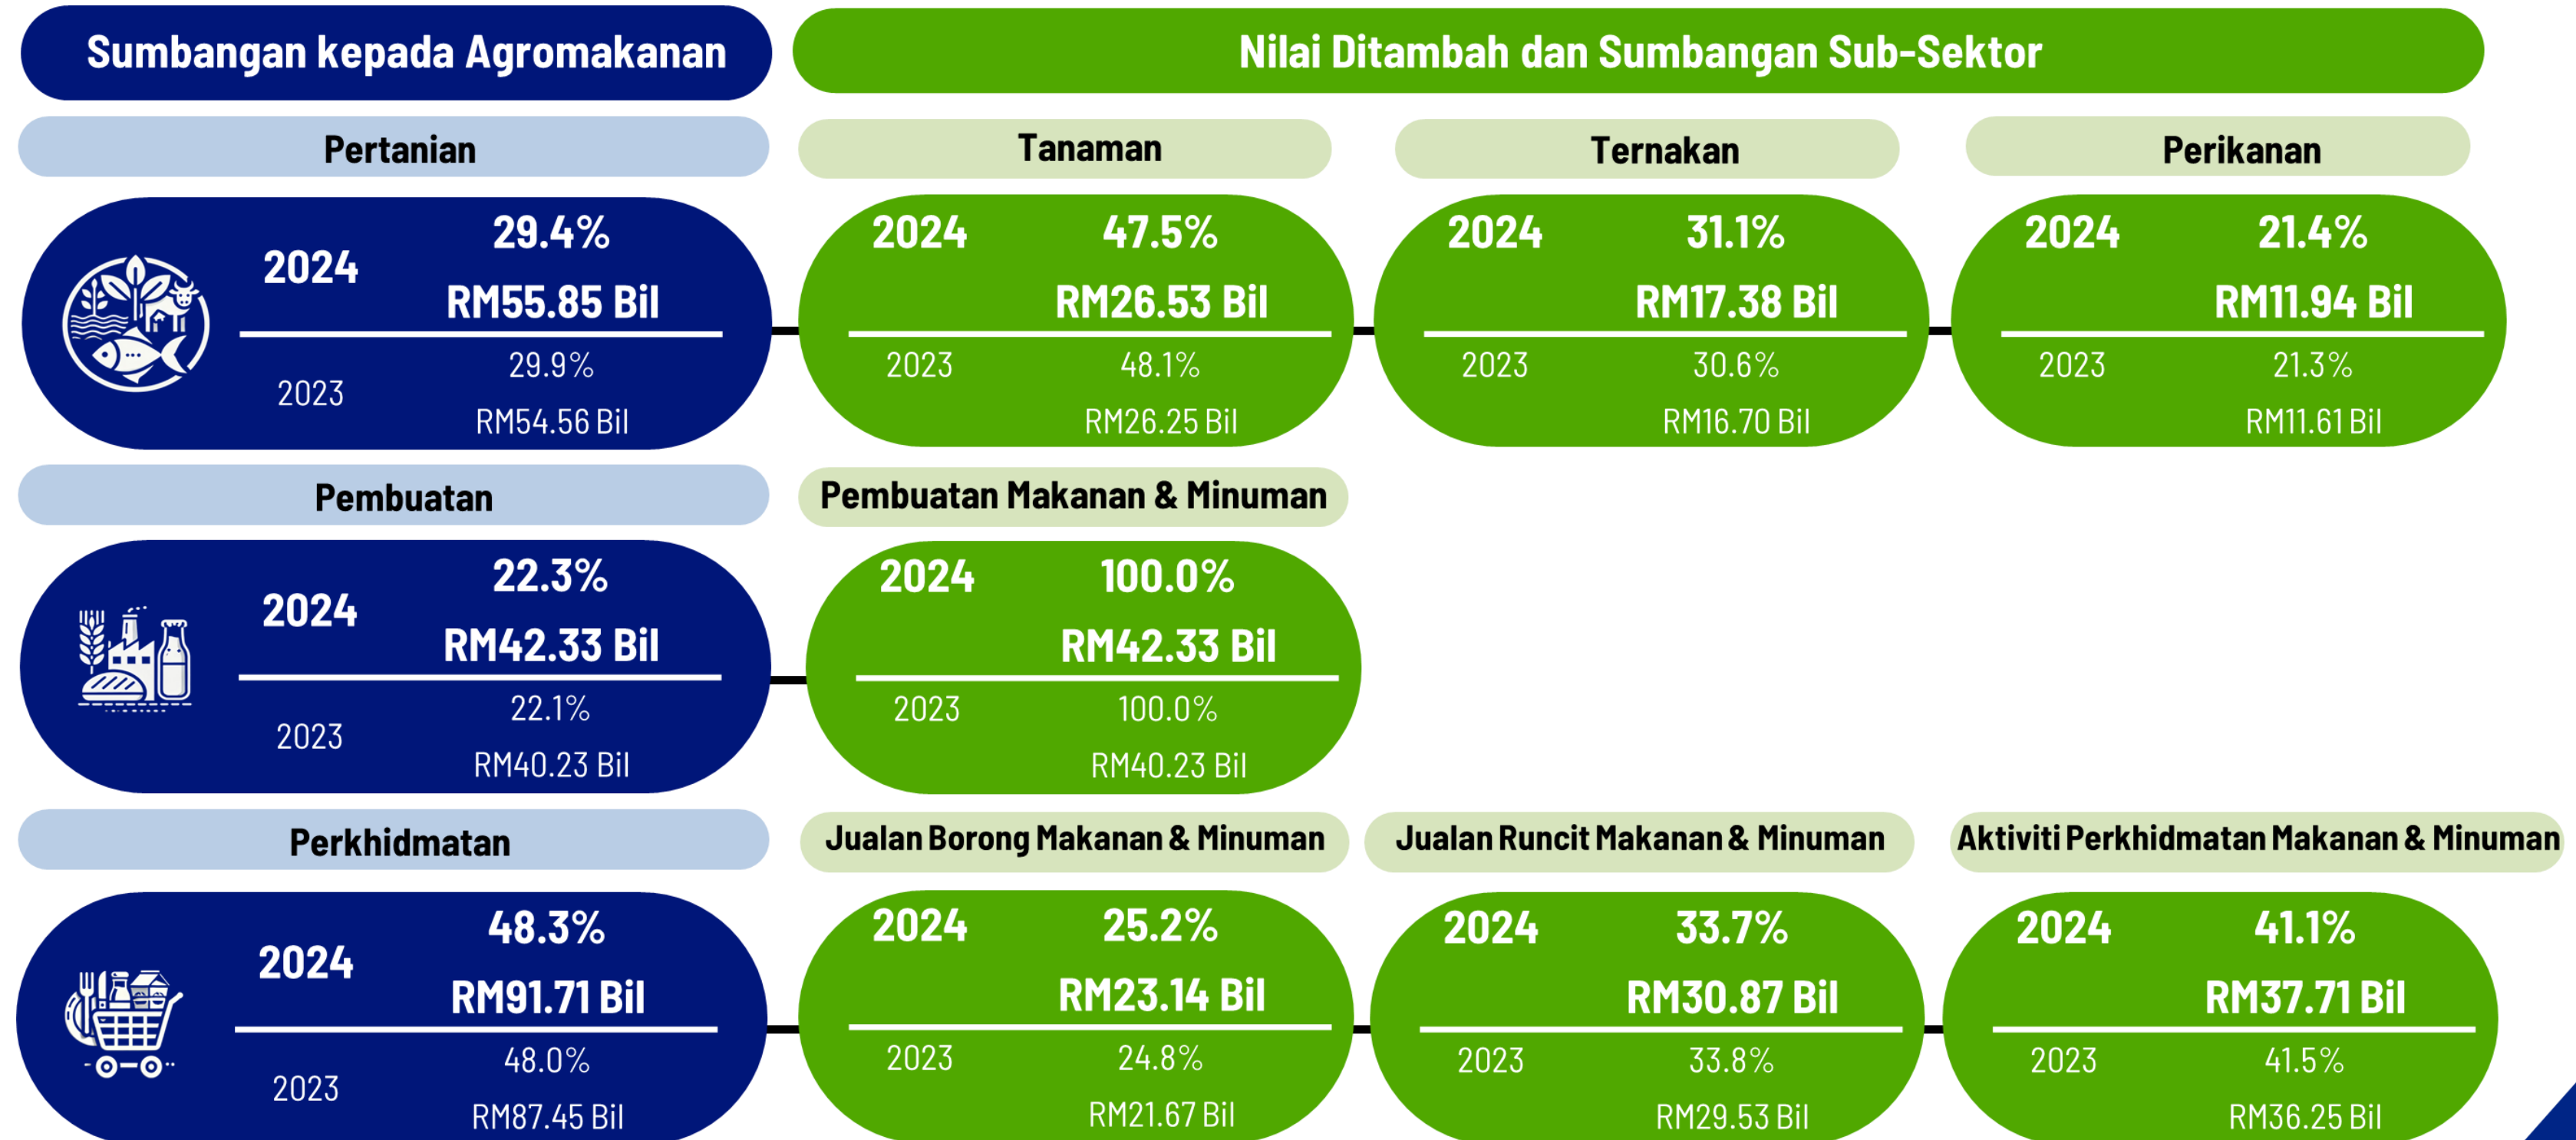 Sumbangan kepada Agromakanan
Nilai Ditambah dan Sumbangan Sub-Sektor
Pertanian
2024
29.4%
RM55.85 Bil
2023
29.9%
RM54.56 Bil
Tanaman
2024
47.5%
RM26.53 Bil
2023
48.1%
RM26.25 Bil
Ternakan
2024
31.1%
RM17.38 Bil
2023
30.6%
RM16.70 Bil
Perikanan
2024
21.4%
RM11.94 Bil
2023
21.3%
RM11.61 Bil
Pembuatan
2024
22.3%
RM42.33 Bil
2023
22.1%
RM40.23 Bil
Pembuatan Makanan & Minuman
2024
100.0%
RM42.33 Bil
2023
100.0%
RM40.23 Bil
Perkhidmatan
2024
48.3%
RM91.71 Bil
2023
48.0%
RM87.45 Bil
Jualan Borong Makanan & Minuman
2024
25.2%
RM23.14 Bil
2023
24.8%
RM21.67 Bil
Jualan Runcit Makanan & Minuman
2024
33.7%
RM30.87 Bil
2023
33.8%
RM29.53 Bil
Aktiviti Perkhidmatan Makanan & Minuman
2024
41.1%
RM37.71 Bil
2023
41.5%
RM36.25 Bil